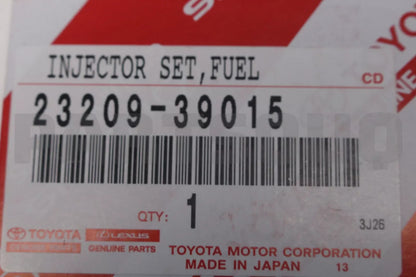 INJECTOR SET,FUEL
CD
23209-39015
QTY: 1
3J26
TOYOTA LEXUS
GENUINE PARTS
TOYOTA MOTOR CORPORATION
MADE IN JAPAN 13